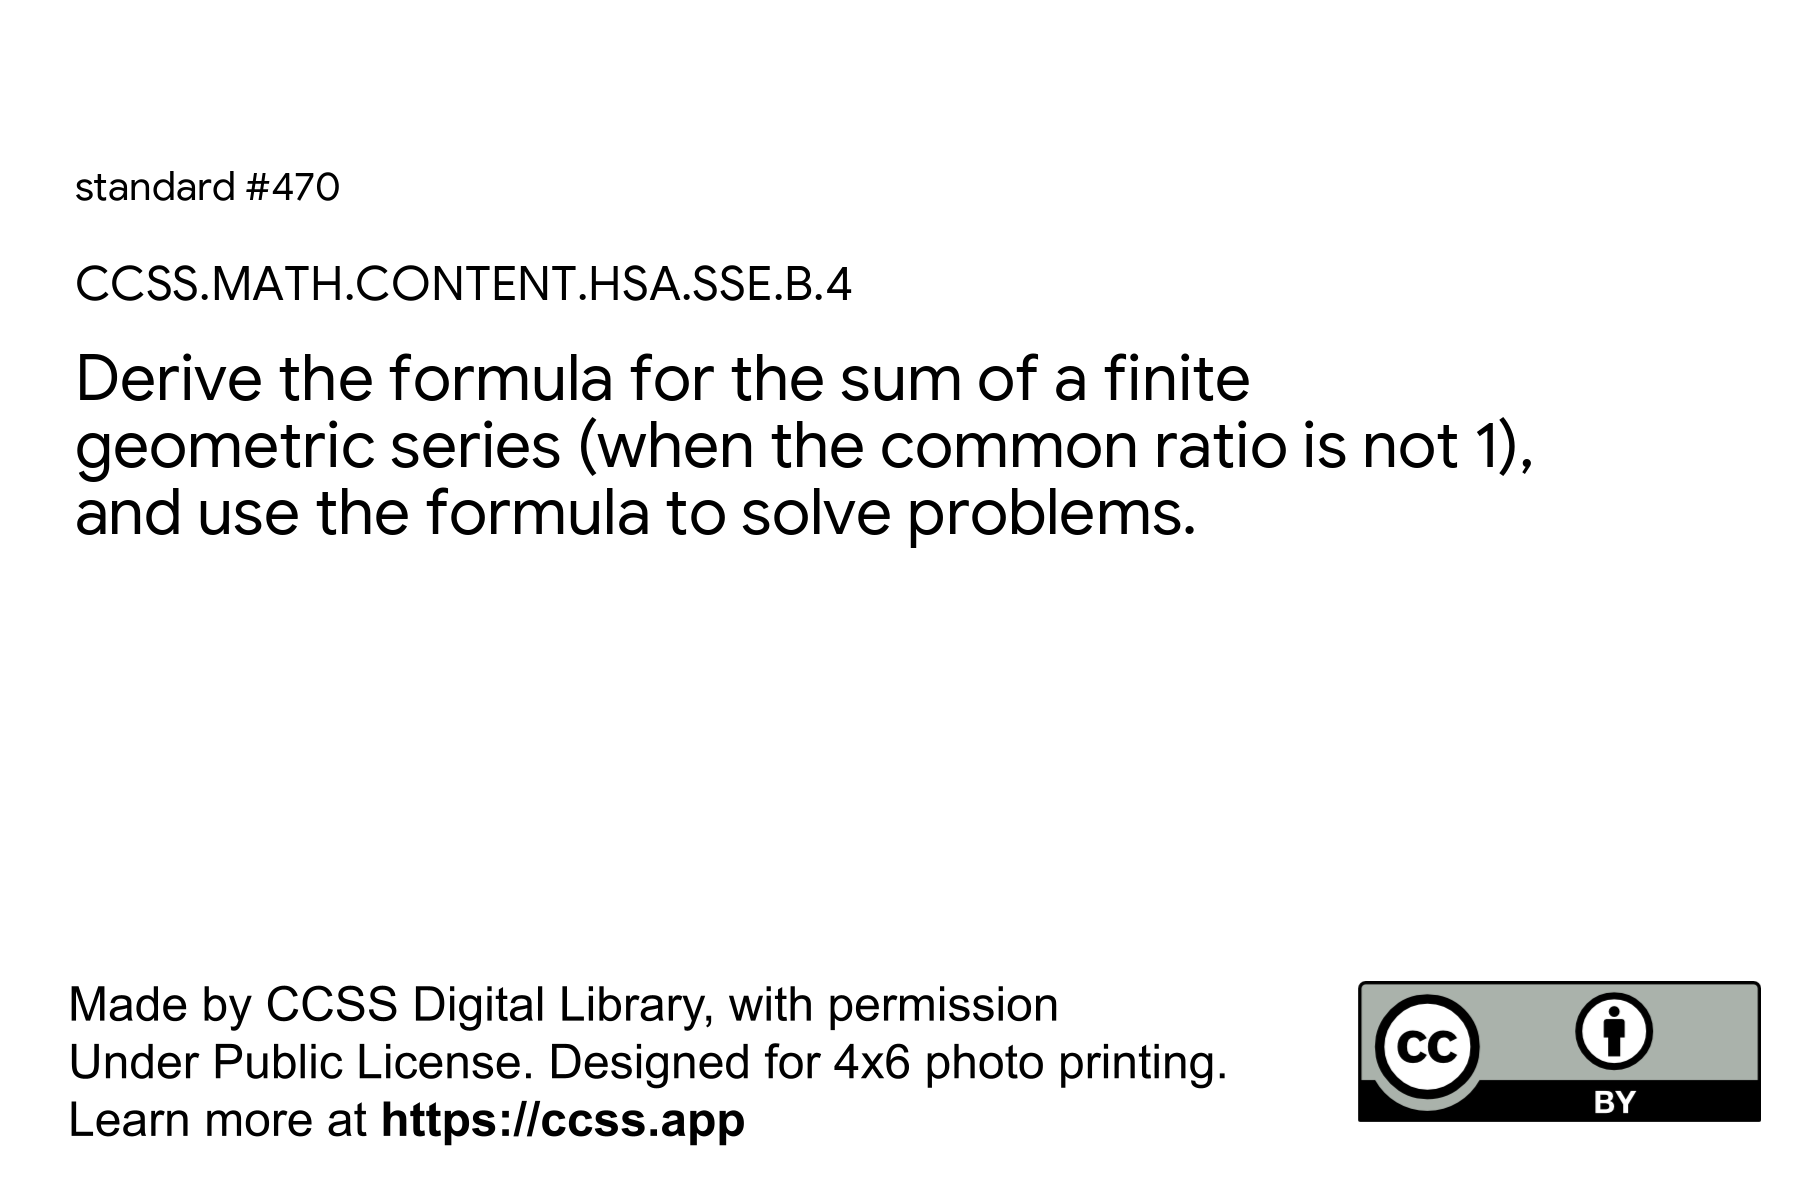 standard #470
CCSS.MATH.CONTENT.HSA.SSE.B.4
Derive the formula for the sum of a finite
geometric series (when the common ratio is not 1),
and use the formula to solve problems.
Made by CCSS Digital Library, with permission
Under Public License. Designed for 4x6 photo printing.
Learn more at https://ccss.app
CC
BY